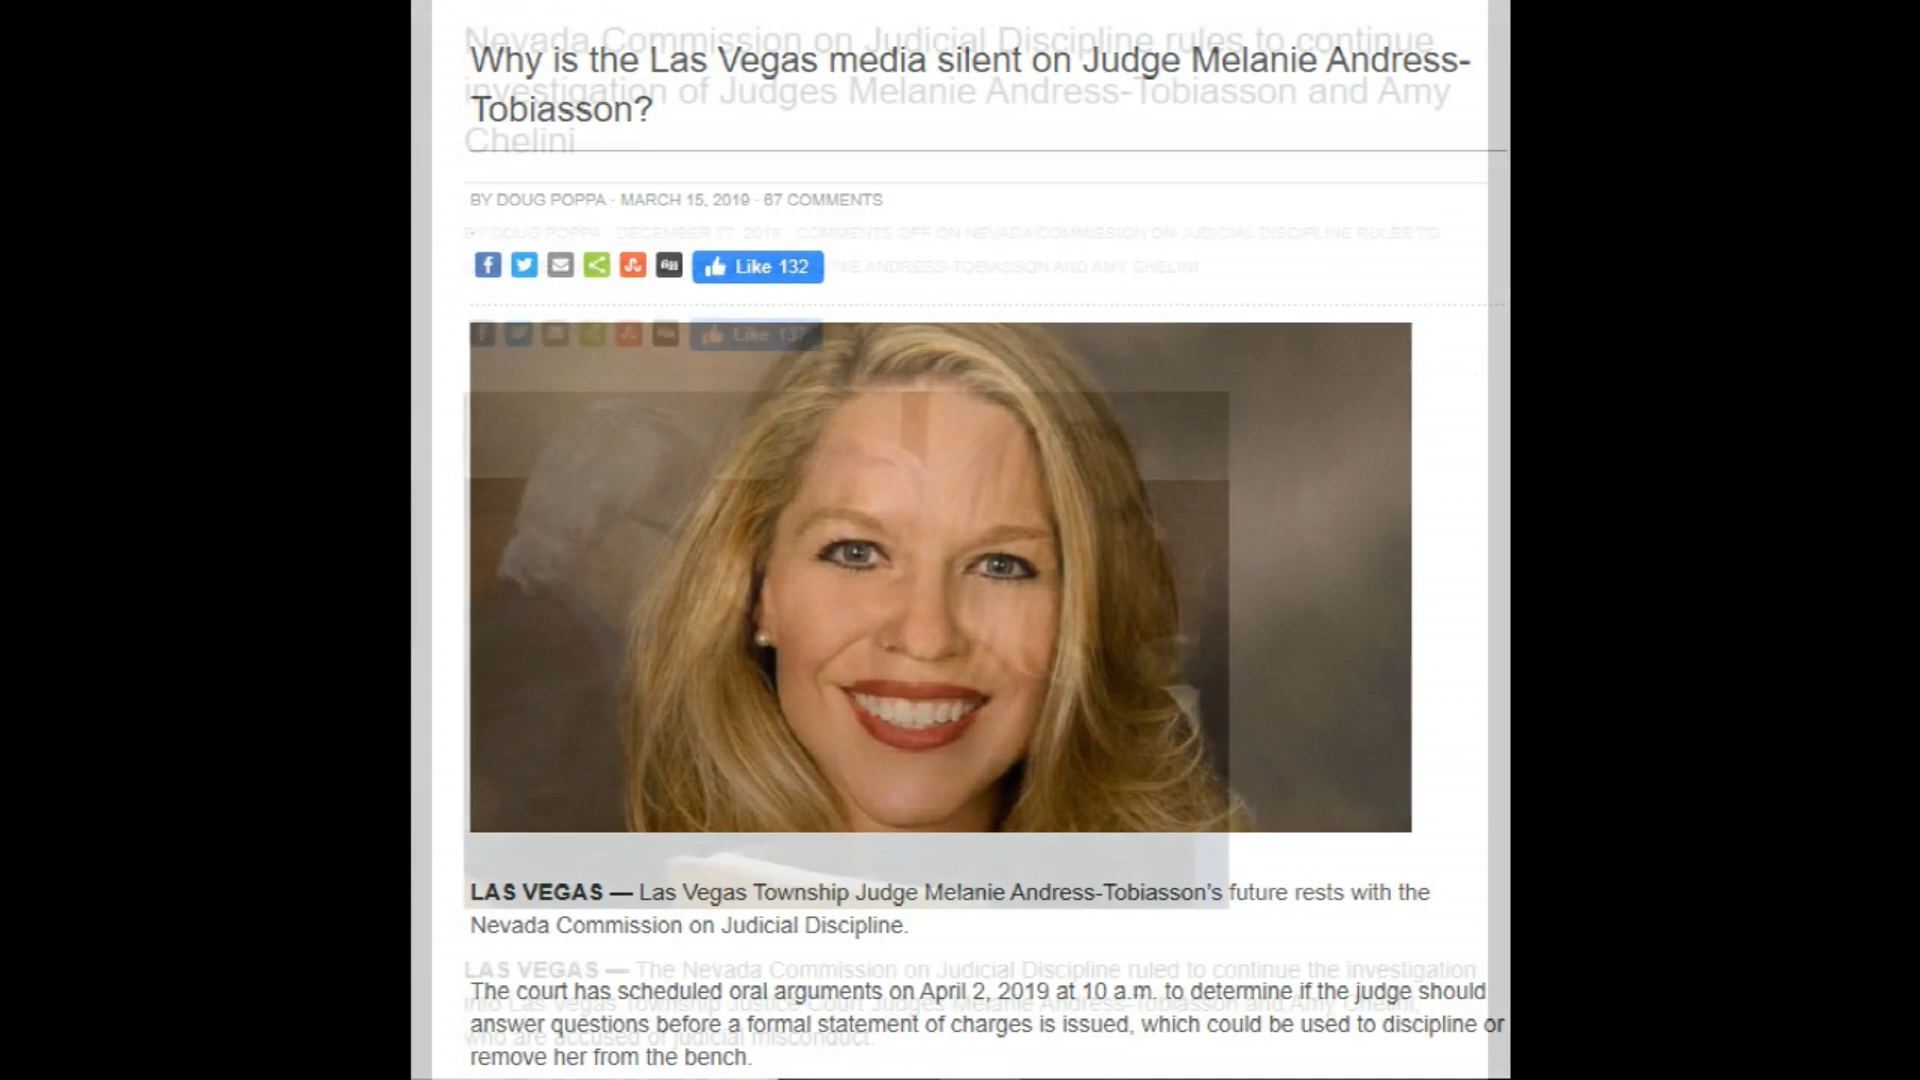 Nevada Commission on Judicial Discipline rules to continue
Why is the Las Vegas media silent on Judge Melanie Andress-
investigation of Judges Melanie Andress-Tobiasson and Amy
Tobiasson?
Chelini
BY DOUG POPPA · MARCH 15, 2019 · 67 COMMENTS
BY DOUG POPPA · DECEMBER 27, 2019 · COMMENTS OFF ON NEVADA COMMISSION ON JUDICIAL DISCIPLINE RULES TO
Like 132
NIE ANDRESS-TOBIASSON AND AMY CHELINI
Like 137
LAS VEGAS — Las Vegas Township Judge Melanie Andress-Tobiasson’s future rests with the
Nevada Commission on Judicial Discipline.
LAS VEGAS — The Nevada Commission on Judicial Discipline ruled to continue the investigation
The court has scheduled oral arguments on April 2, 2019 at 10 a.m. to determine if the judge should
into Las Vegas Township Justice Court Judges Melanie Andress-Tobiasson and Amy Chelini,
answer questions before a formal statement of charges is issued, which could be used to discipline or
who are accused of judicial misconduct.
remove her from the bench.